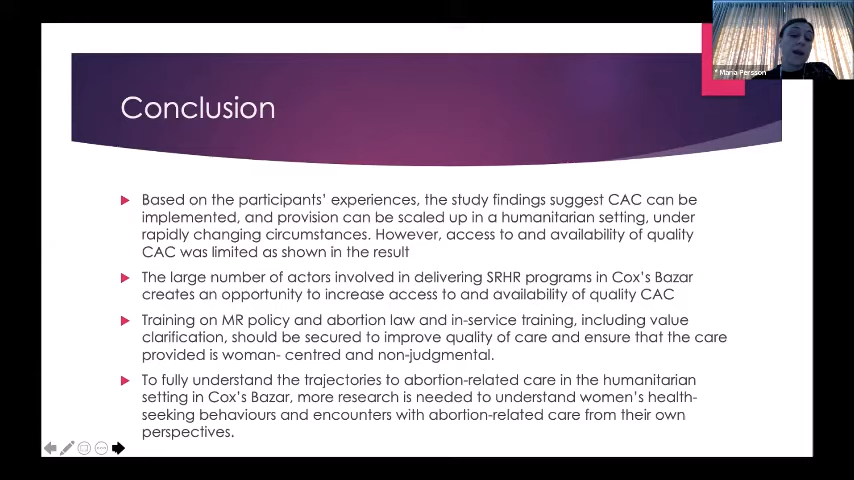 * Maria Persson
Conclusion
Based on the participants' experiences, the study findings suggest CAC can be
implemented, and provision can be scaled up in a humanitarian setting, under
rapidly changing circumstances. However, access to and availability of quality
CAC was limited as shown in the result
The large number of actors involved in delivering SRHR programs in Cox's Bazar
creates an opportunity to increase access to and availability of quality CAC
Training on MR policy and abortion law and in-service training, including value
clarification, should be secured to improve quality of care and ensure that the care
provided is woman- centred and non-judgmental.
To fully understand the trajectories to abortion-related care in the humanitarian
setting in Cox's Bazar, more research is needed to understand women's health-
seeking behaviours and encounters with abortion-related care from their own
perspectives.